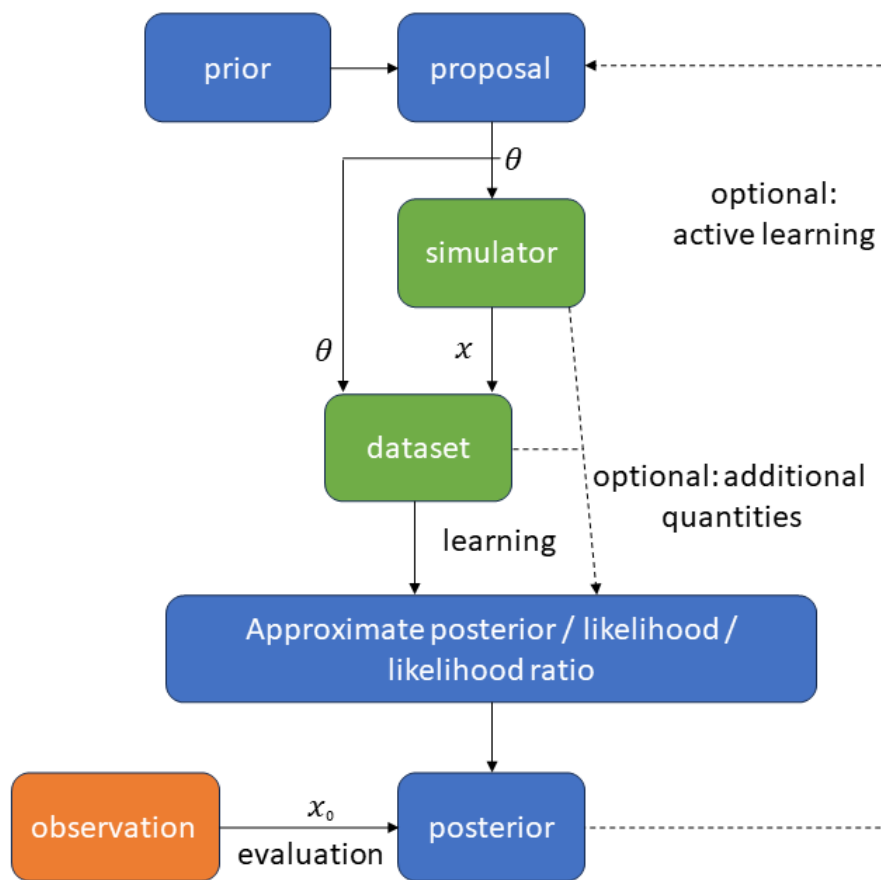 prior
proposal
θ
optional:
active learning
simulator
θ
x
dataset
optional: additional
quantities
learning
Approximate posterior / likelihood /
likelihood ratio
observation
x₀
evaluation
posterior